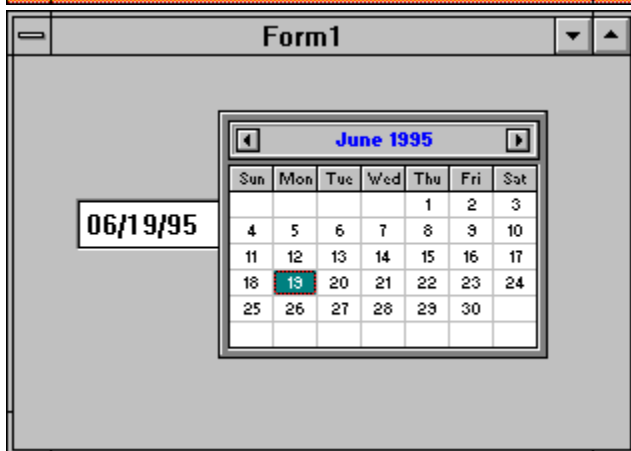 Form1
June 1995
Sun Mon Tue Wed Thu Fri Sat
1 2 3
06/19/95
4 5 6 7 8 9 10
11 12 13 14 15 16 17
18 19 20 21 22 23 24
25 26 27 28 29 30